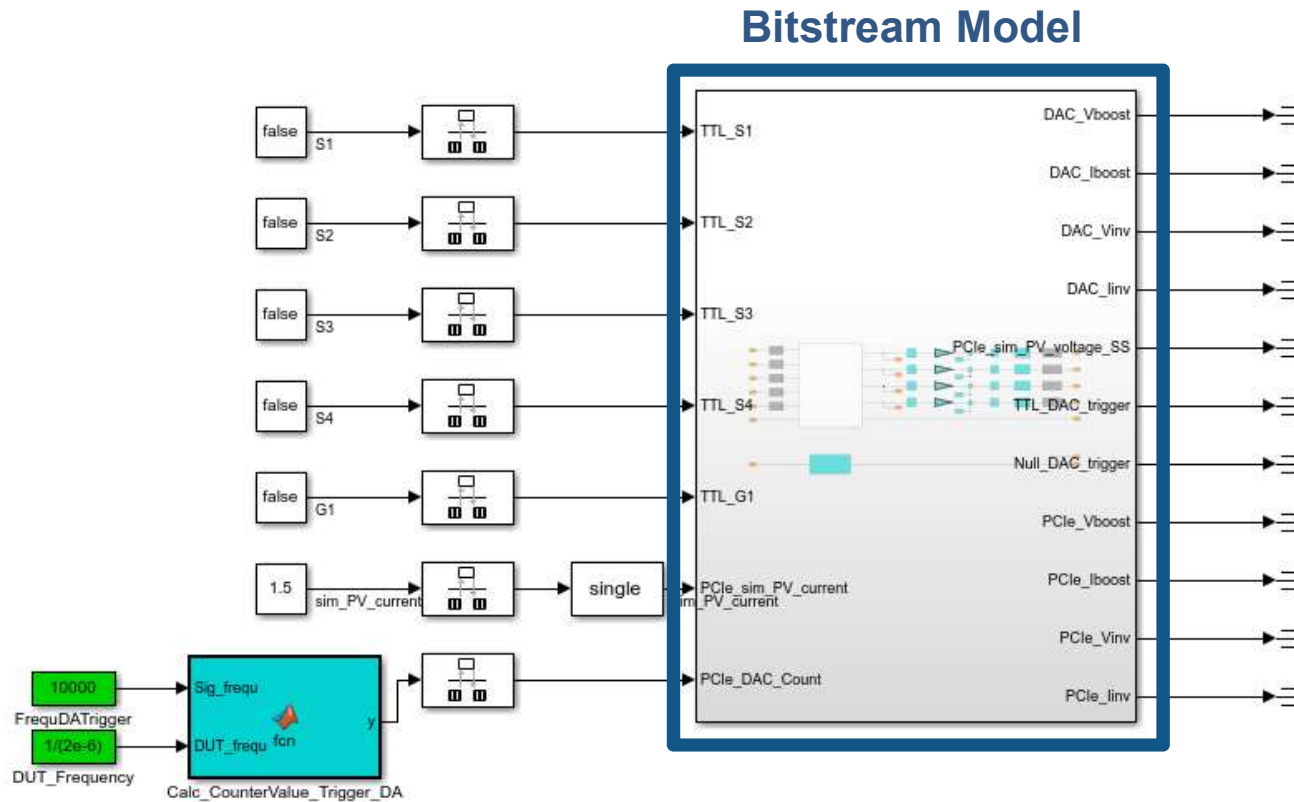 Bitstream Model
false
S1
TTL_S1
DAC_Vboost
DAC_Iboost
false
S2
TTL_S2
DAC_Vinv
DAC_Iinv
false
S3
TTL_S3
PCIe_sim_PV_voltage_SS
false
S4
TTL_S4
TTL_DAC_trigger
Null_DAC_trigger
false
G1
TTL_G1
PCIe_Vboost
1.5
sim_PV_current
single
im_PV_current
PCIe_sim_PV_current
PCIe_Iboost
PCIe_Vinv
10000
FrequDATrigger
1/(2e-6)
DUT_Frequency
Sig_frequ
DUT_frequ
fcn
y
Calc_CounterValue_Trigger_DA
PCIe_DAC_Count
PCIe_Iinv